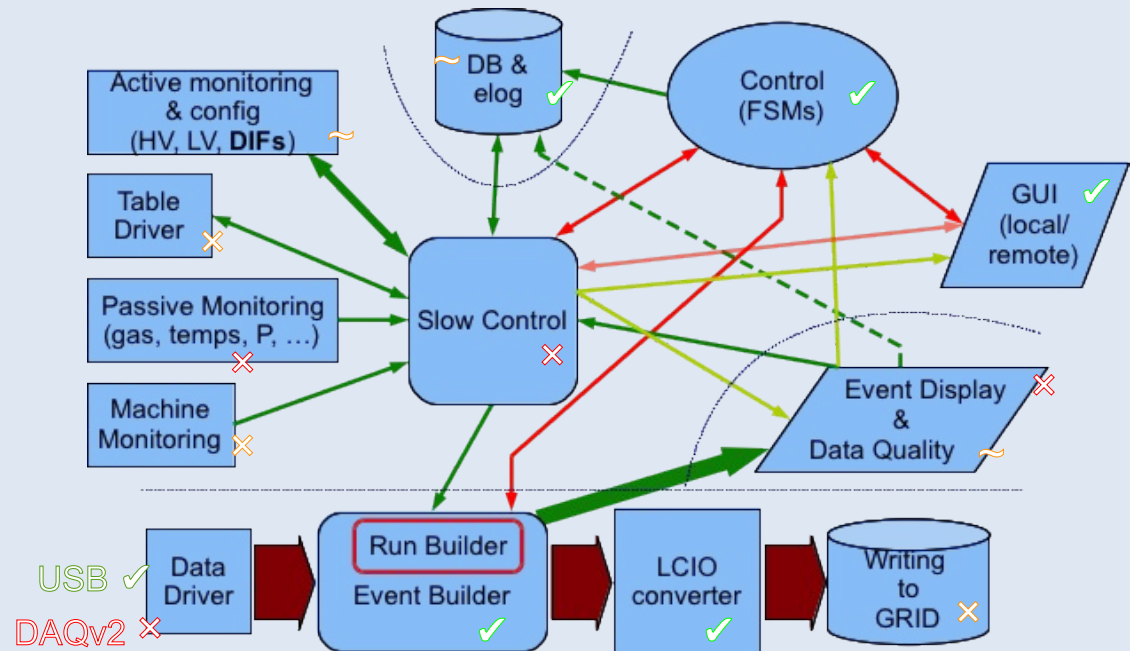 DB &
elog
Control
(FSMs)
Active monitoring
& config
(HV, LV, DIFs)
Table
Driver
GUI
(local/
remote)
Passive Monitoring
(gas, temps, P, …)
Slow Control
Machine
Monitoring
Event Display
&
Data Quality
USB
DAQv2
Data
Driver
Run Builder
Event Builder
LCIO
converter
Writing
to
GRID